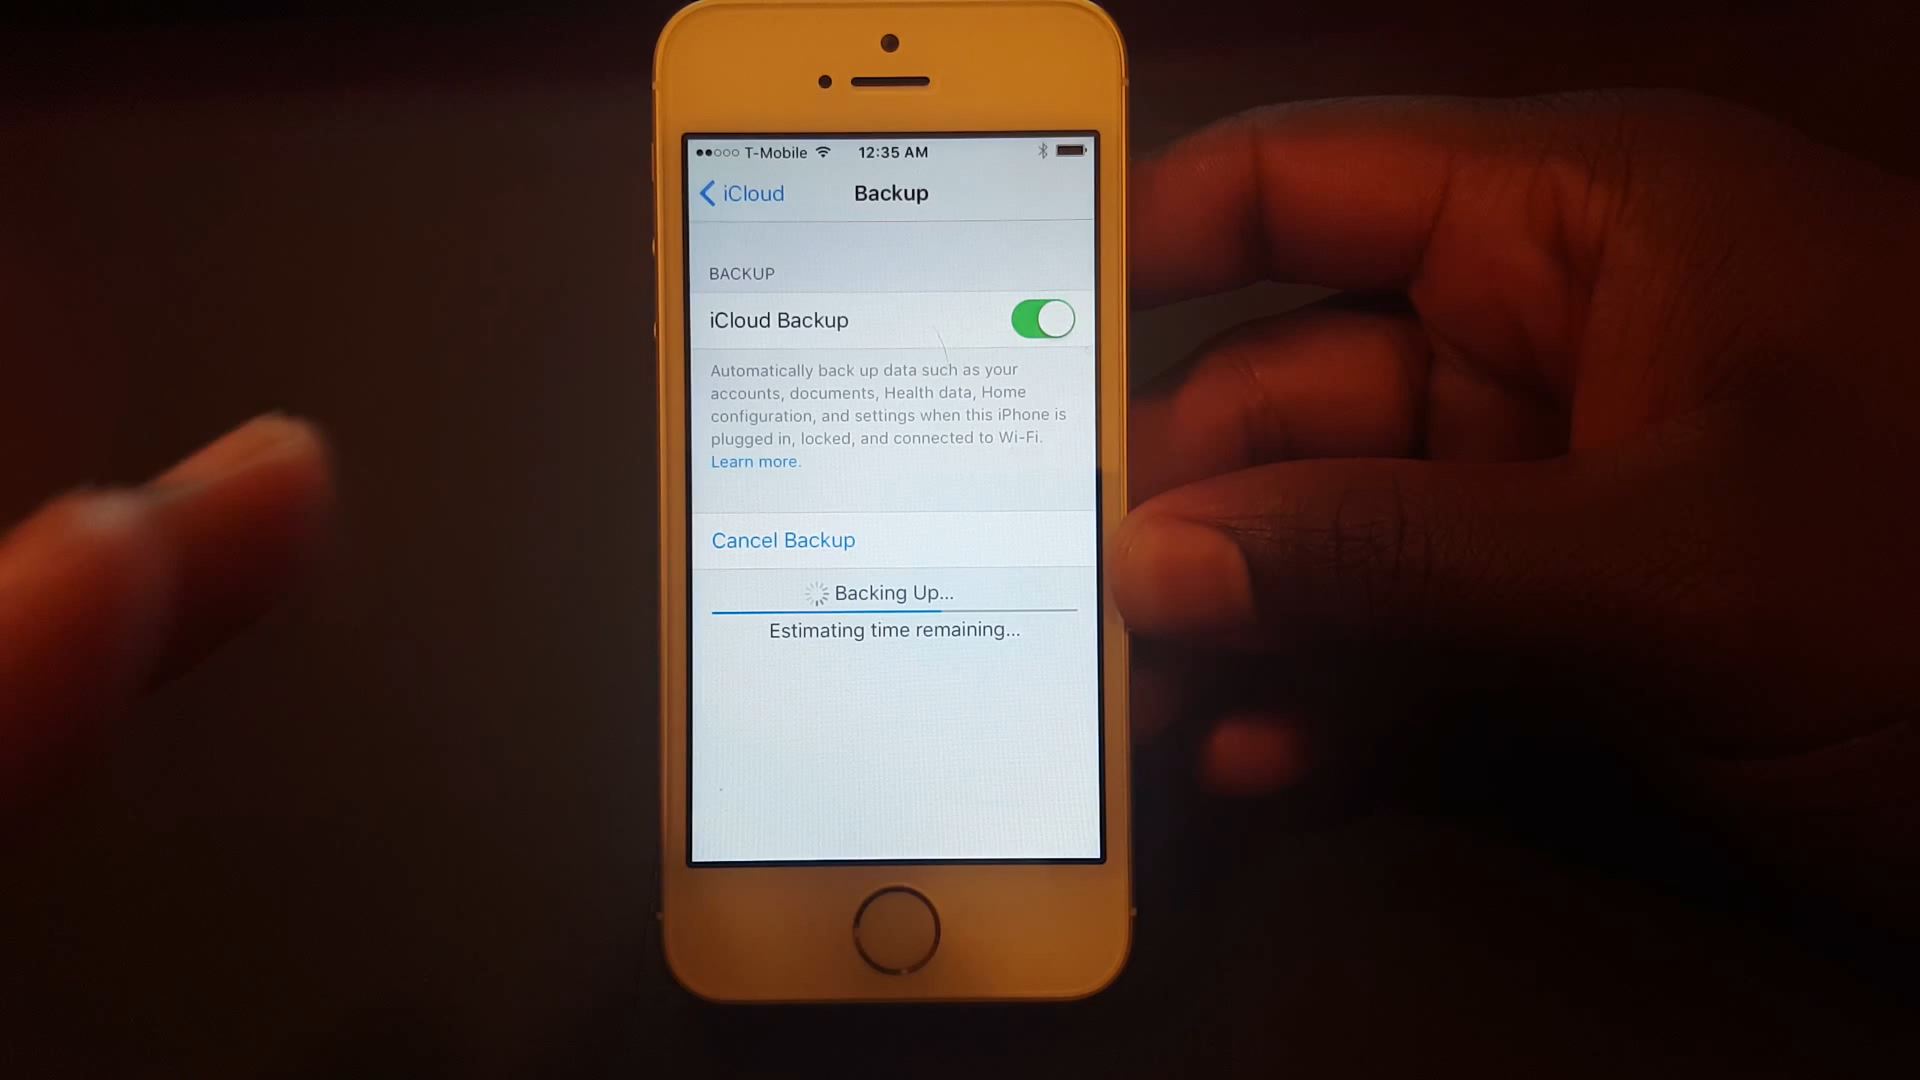 T-Mobile 12:35 AM
iCloud Backup
BACKUP
iCloud Backup
Automatically back up data such as your
accounts, documents, Health data, Home
configuration, and settings when this iPhone is
plugged in, locked, and connected to Wi-Fi.
Learn more.
Cancel Backup
Backing Up...
Estimating time remaining...